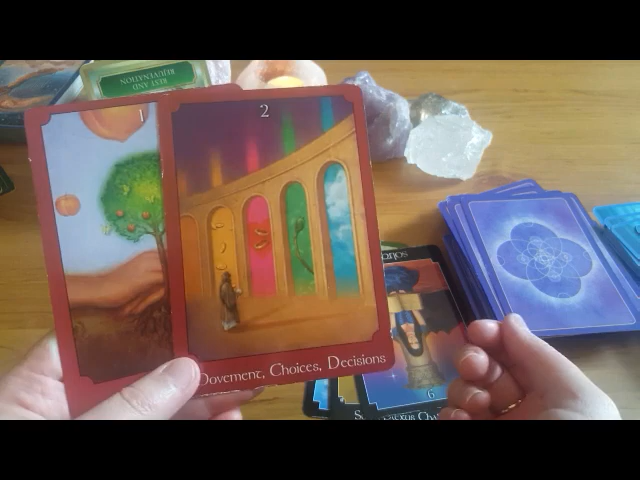 REST AND
REJUVENATION
1
2
Movement, Choices, Decisions
6